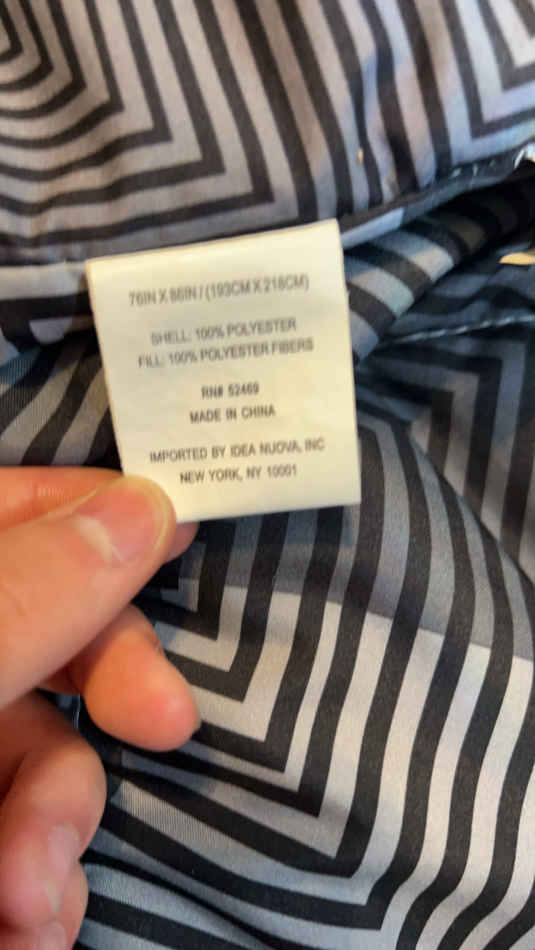 76IN X 86IN / (193CM X 218CM)
SHELL: 100% POLYESTER
FILL: 100% POLYESTER FIBERS
RN# 52469
MADE IN CHINA
IMPORTED BY IDEA NUOVA, INC
NEW YORK, NY 10001